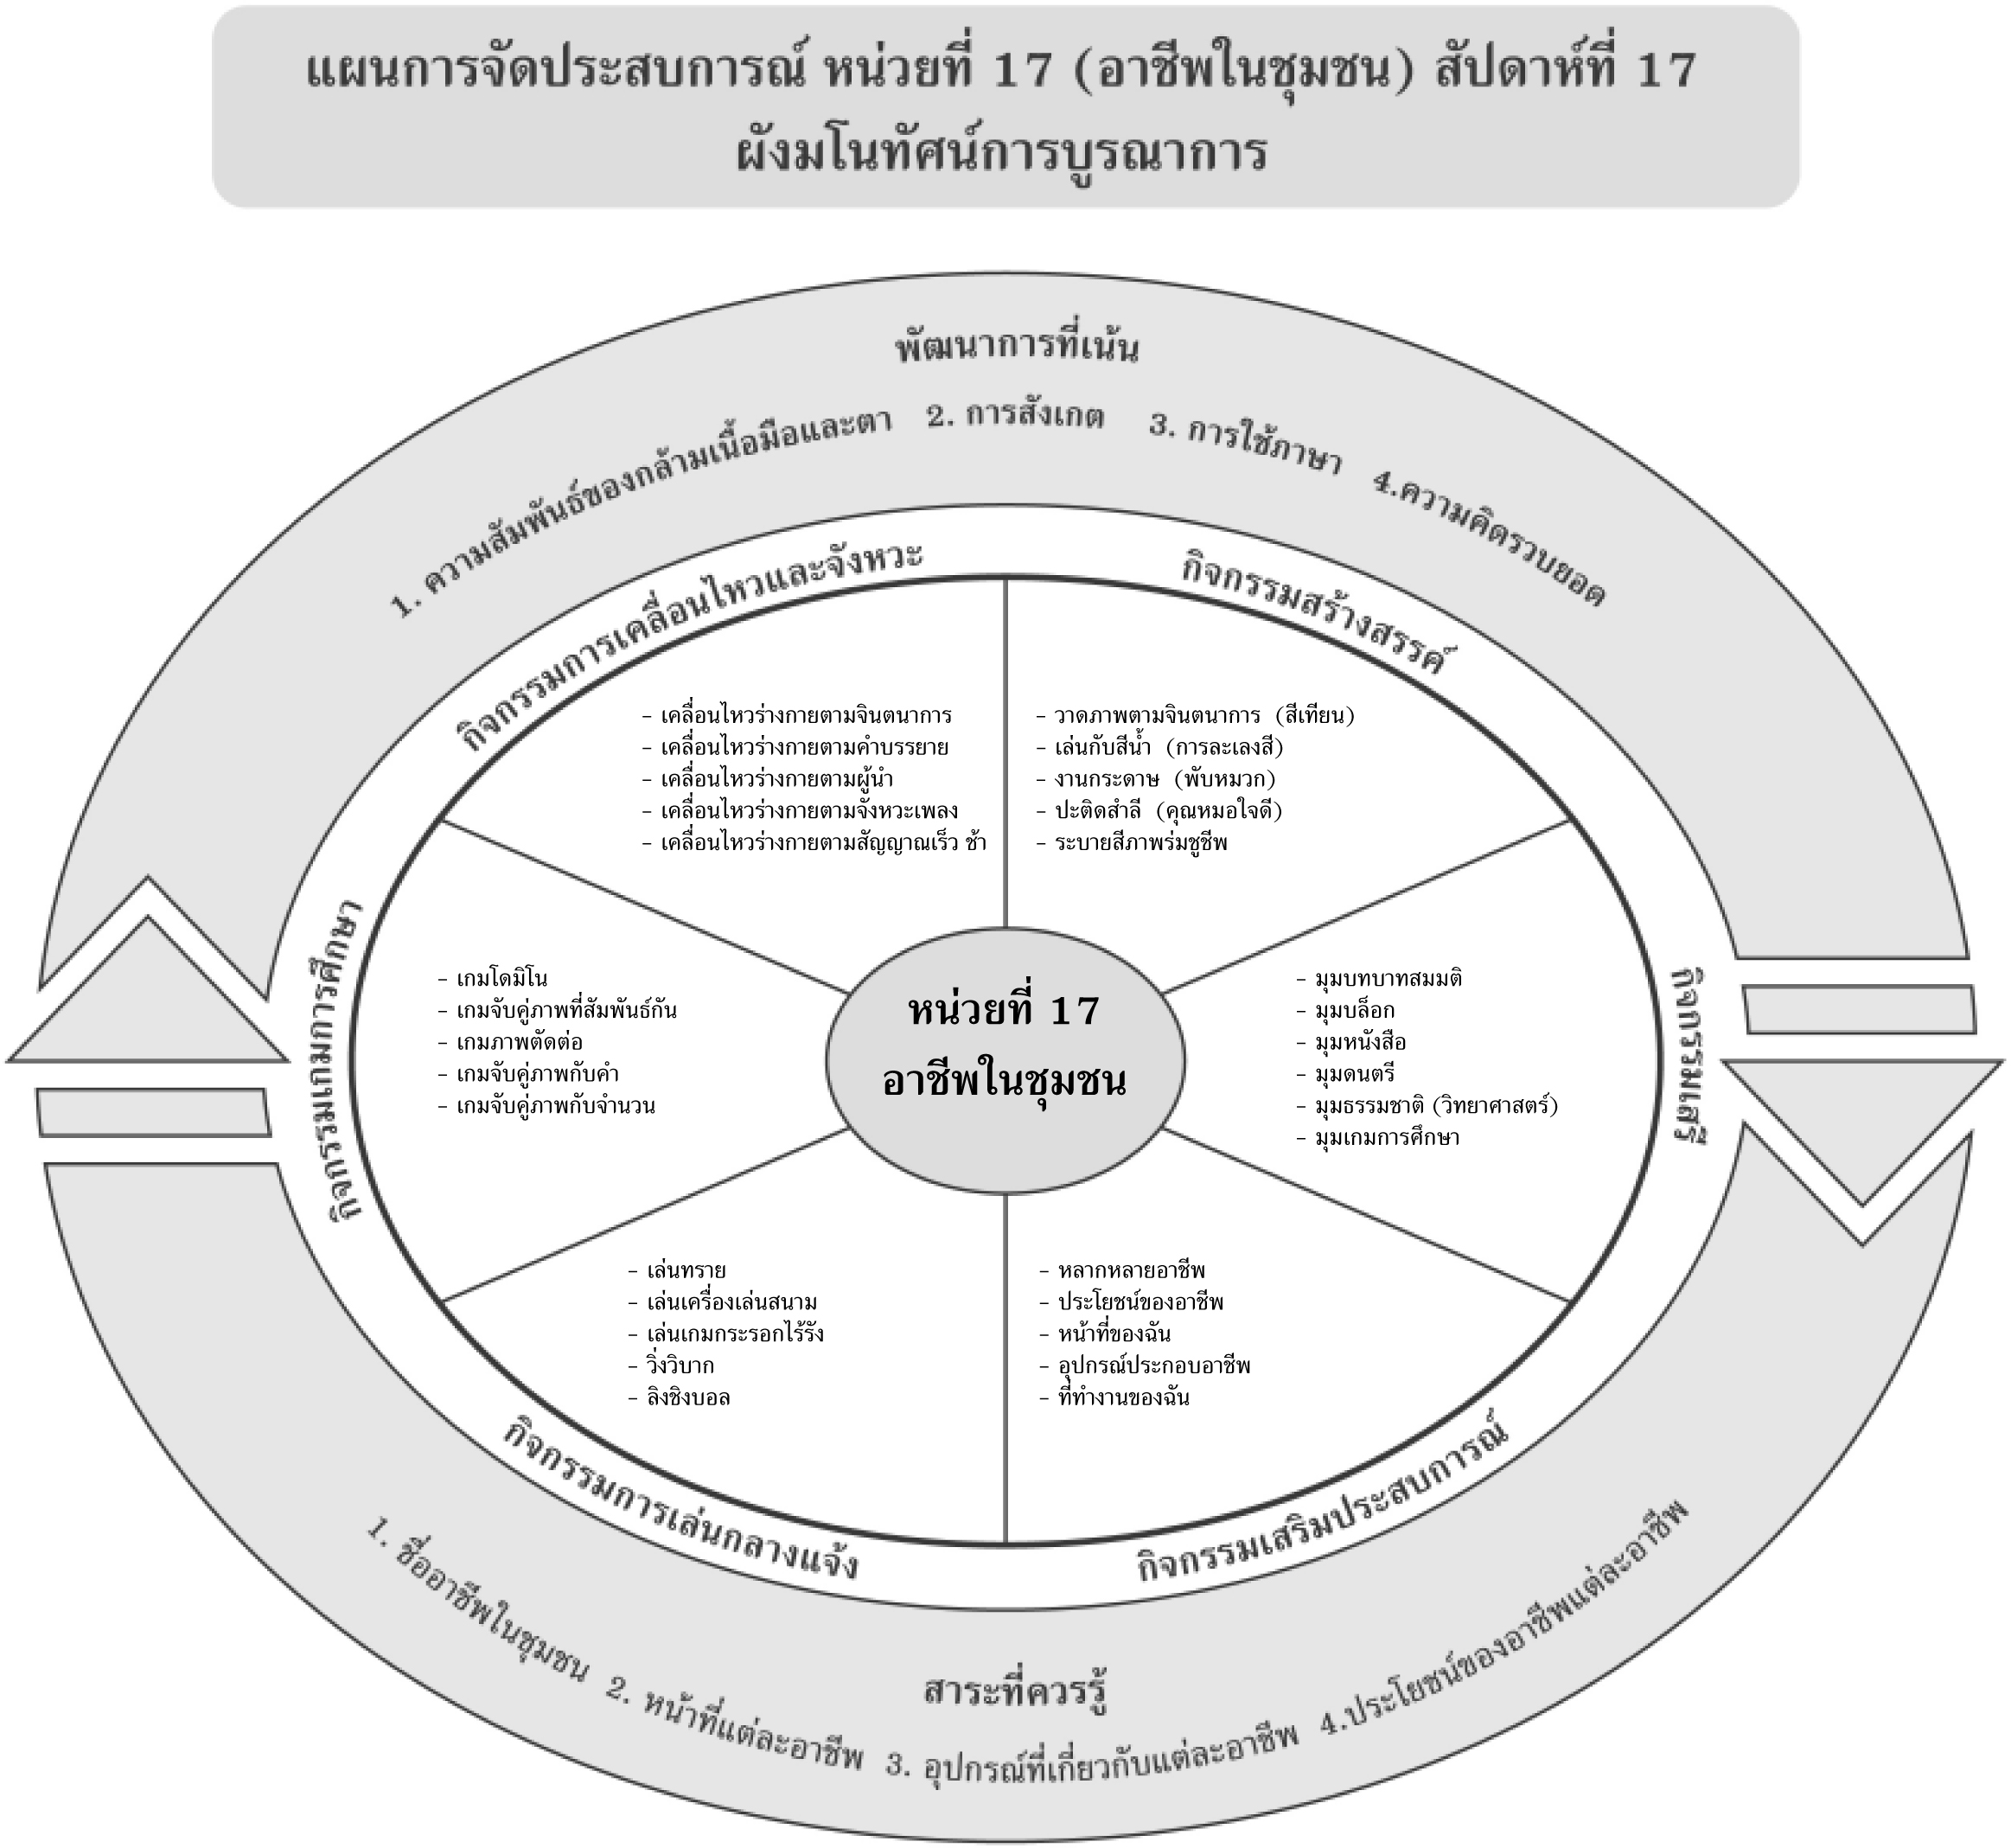 แผนการจัดประสบการณ์ หน่วยที่ 17 (อาชีพในชุมชน) สัปดาห์ที่ 17
ผังมโนทัศน์การบูรณาการ
พัฒนาการที่เน้น
1. ความสัมพันธ์ของกล้ามเนื้อมือและตา 2. การสังเกต 3. การใช้ภาษา 4.ความคิดรวบยอด
กิจกรรมการเคลื่อนไหวและจังหวะ
- เคลื่อนไหวร่างกายตามจินตนาการ
- เคลื่อนไหวร่างกายตามคำบรรยาย
- เคลื่อนไหวร่างกายตามผู้นำ
- เคลื่อนไหวร่างกายตามจังหวะเพลง
- เคลื่อนไหวร่างกายตามสัญญาณเร็ว ช้า
กิจกรรมสร้างสรรค์
- วาดภาพตามจินตนาการ (สีเทียน)
- เล่นกับสีน้ำ (การละเลงสี)
- งานกระดาษ (พับหมวก)
- ปะติดสำลี (คุณหมอใจดี)
- ระบายสีภาพร่มชูชีพ
กิจกรรมเกมการศึกษา
- เกมโดมิโน
- เกมจับคู่ภาพที่สัมพันธ์กัน
- เกมภาพตัดต่อ
- เกมจับคู่ภาพกับคำ
- เกมจับคู่ภาพกับจำนวน
หน่วยที่ 17
อาชีพในชุมชน
กิจกรรมเสรี
- มุมบทบาทสมมติ
- มุมบล็อก
- มุมหนังสือ
- มุมดนตรี
- มุมธรรมชาติ (วิทยาศาสตร์)
- มุมเกมการศึกษา
- เล่นทราย
- เล่นเครื่องเล่นสนาม
- เล่นเกมกระรอกไร้รัง
- วิ่งวิบาก
- ลิงชิงบอล
กิจกรรมการเล่นกลางแจ้ง
- หลากหลายอาชีพ
- ประโยชน์ของอาชีพ
- หน้าที่ของฉัน
- อุปกรณ์ประกอบอาชีพ
- ที่ทำงานของฉัน
กิจกรรมเสริมประสบการณ์
สาระที่ควรรู้
1. ชื่ออาชีพในชุมชน 2. หน้าที่แต่ละอาชีพ 3. อุปกรณ์ที่เกี่ยวกับแต่ละอาชีพ 4.ประโยชน์ของอาชีพแต่ละอาชีพ